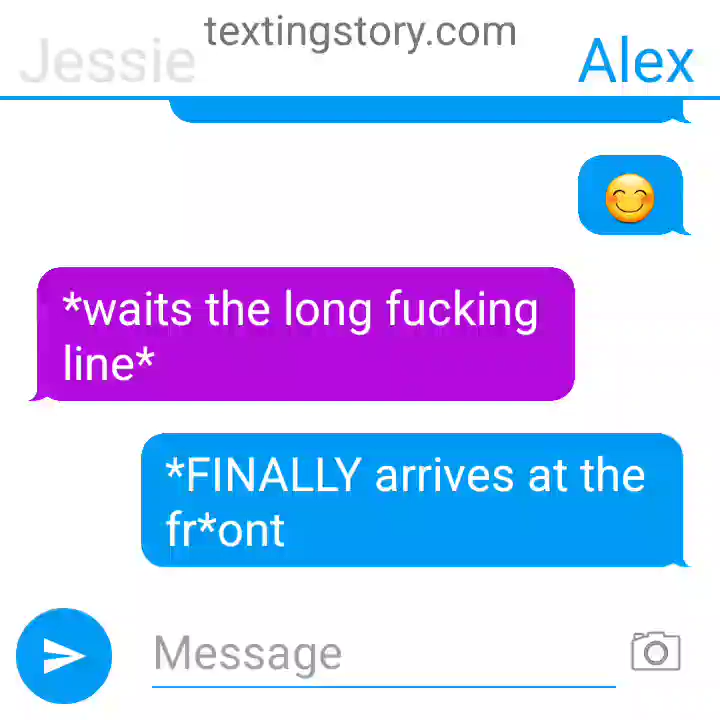 textingstory.com
Jessie
Alex
😊
*waits the long fucking
line*
*FINALLY arrives at the
fr*ont
Message